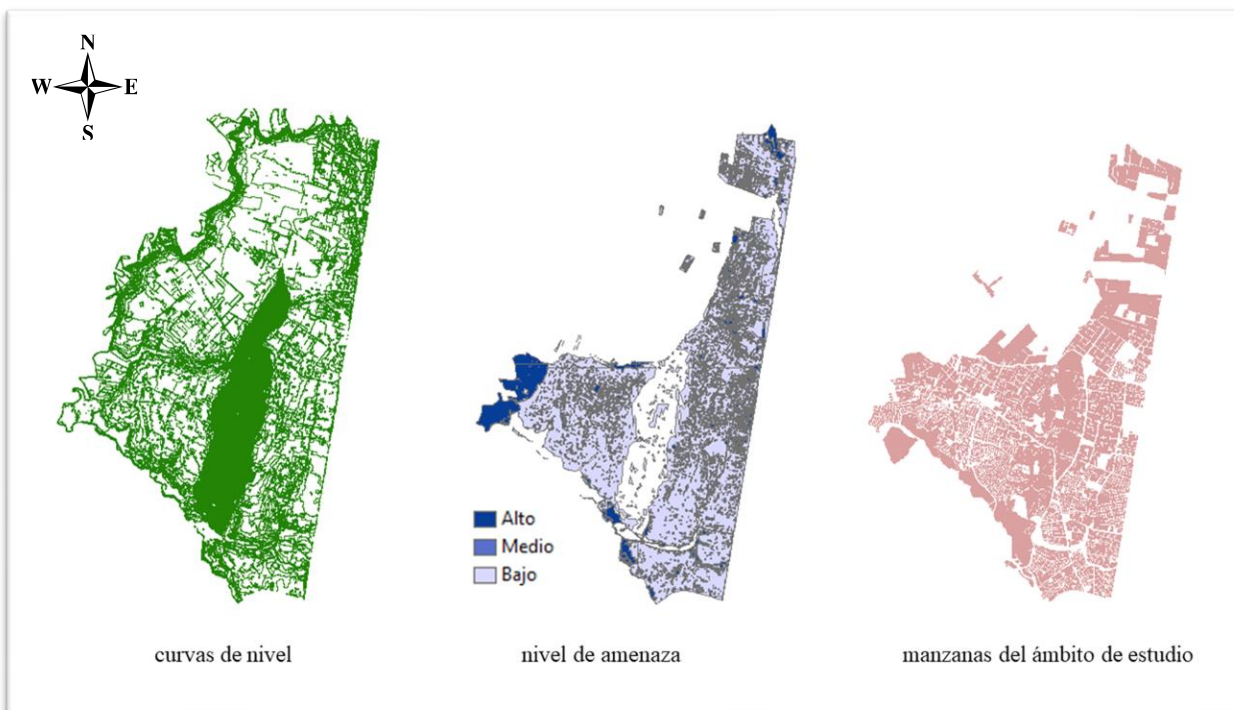 N
W E
S
Alto
Medio
Bajo
curvas de nivel
nivel de amenaza
manzanas del ámbito de estudio